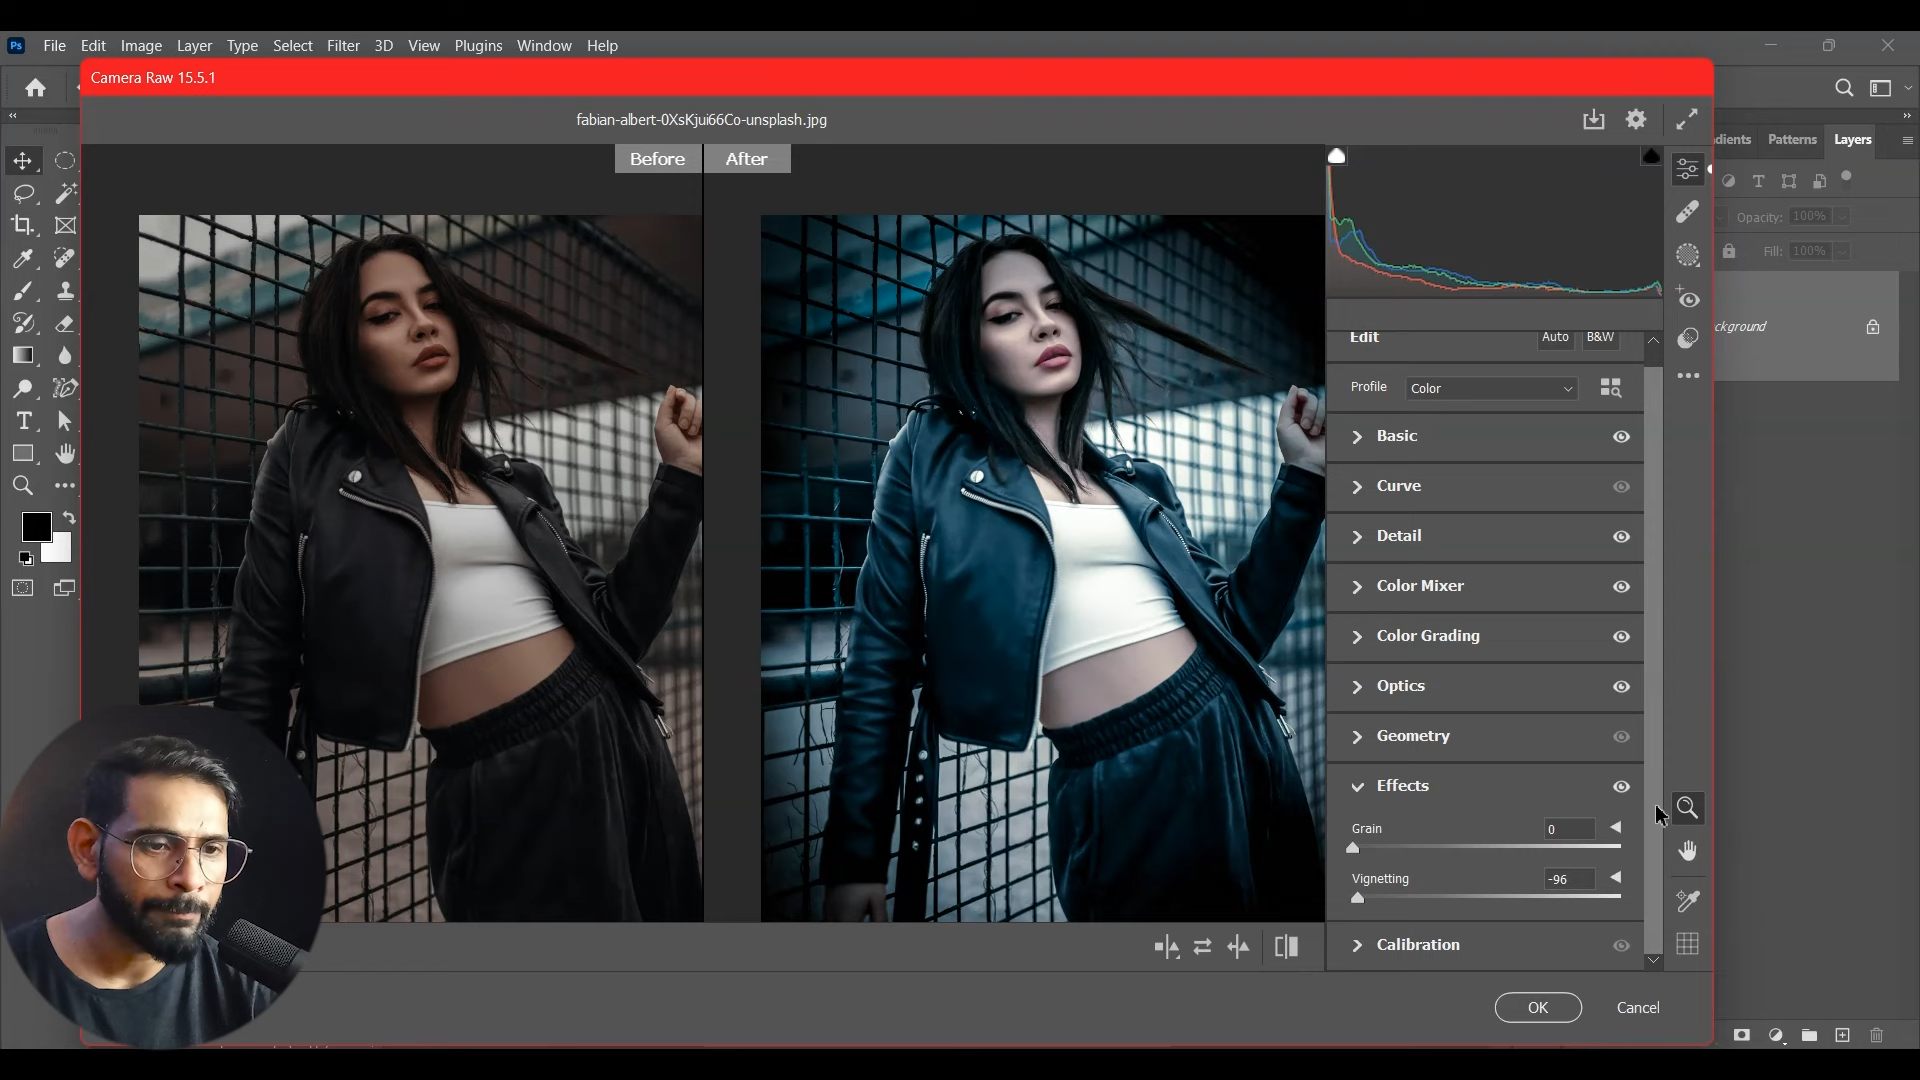 Ps File Edit Image Layer Type Select Filter 3D View Plugins Window Help
Camera Raw 15.5.1
fabian-albert-0XsKjui66Co-unsplash.jpg
Before After
Patterns Layers
Opacity: 100%
Fill: 100%
Edit Auto B&W
Profile Color
Basic
Curve
Detail
Color Mixer
Color Grading
Optics
Geometry
Effects
Grain 0
Vignetting -96
Calibration
OK Cancel